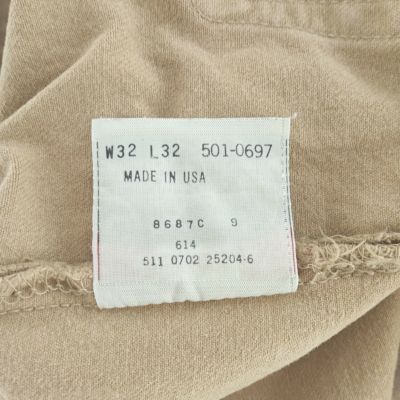 W32 L32 501-0697
MADE IN USA
8687C 9
614
511 0702 25204-6